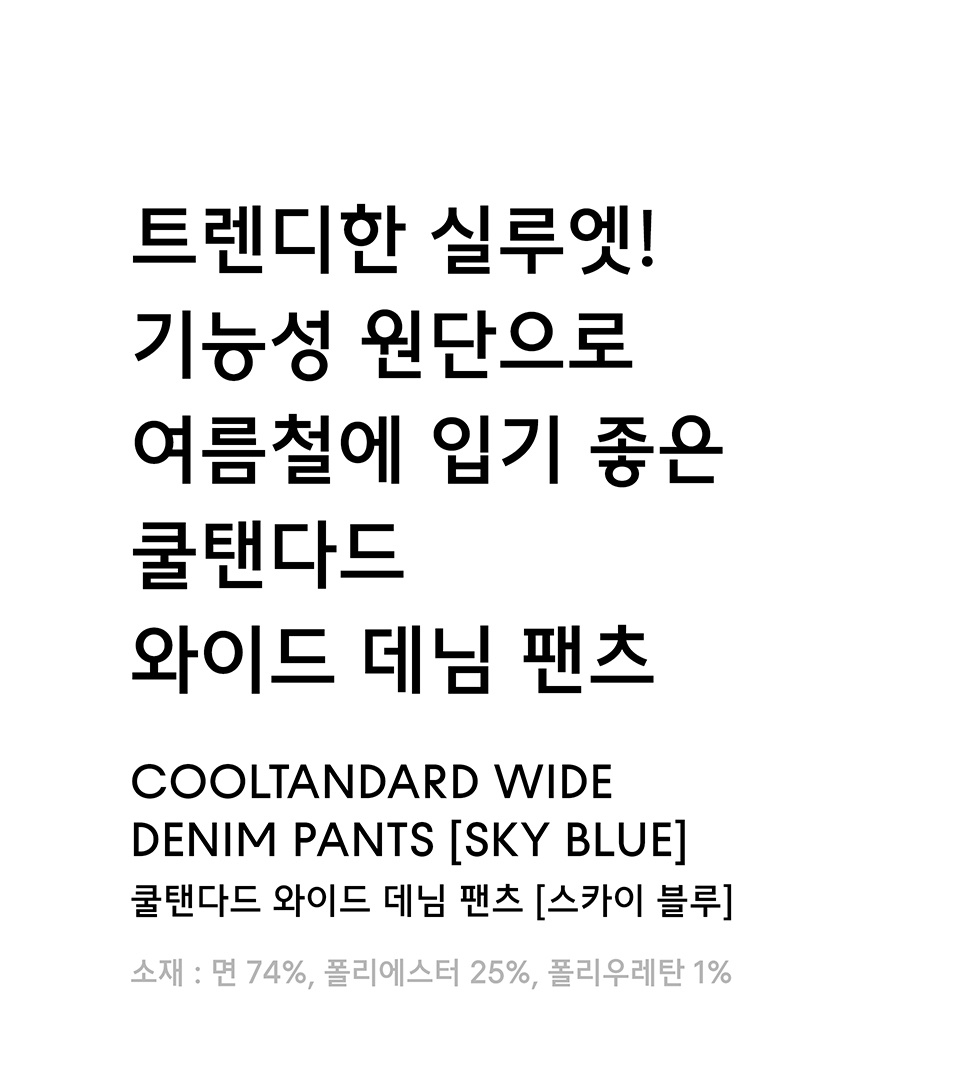 트렌디한 실루엣!
기능성 원단으로
여름철에 입기 좋은
쿨탠다드
와이드 데님 팬츠
COOLTANDARD WIDE
DENIM PANTS [SKY BLUE]
쿨탠다드 와이드 데님 팬츠 [스카이 블루]
소재 : 면 74%, 폴리에스터 25%, 폴리우레탄 1%